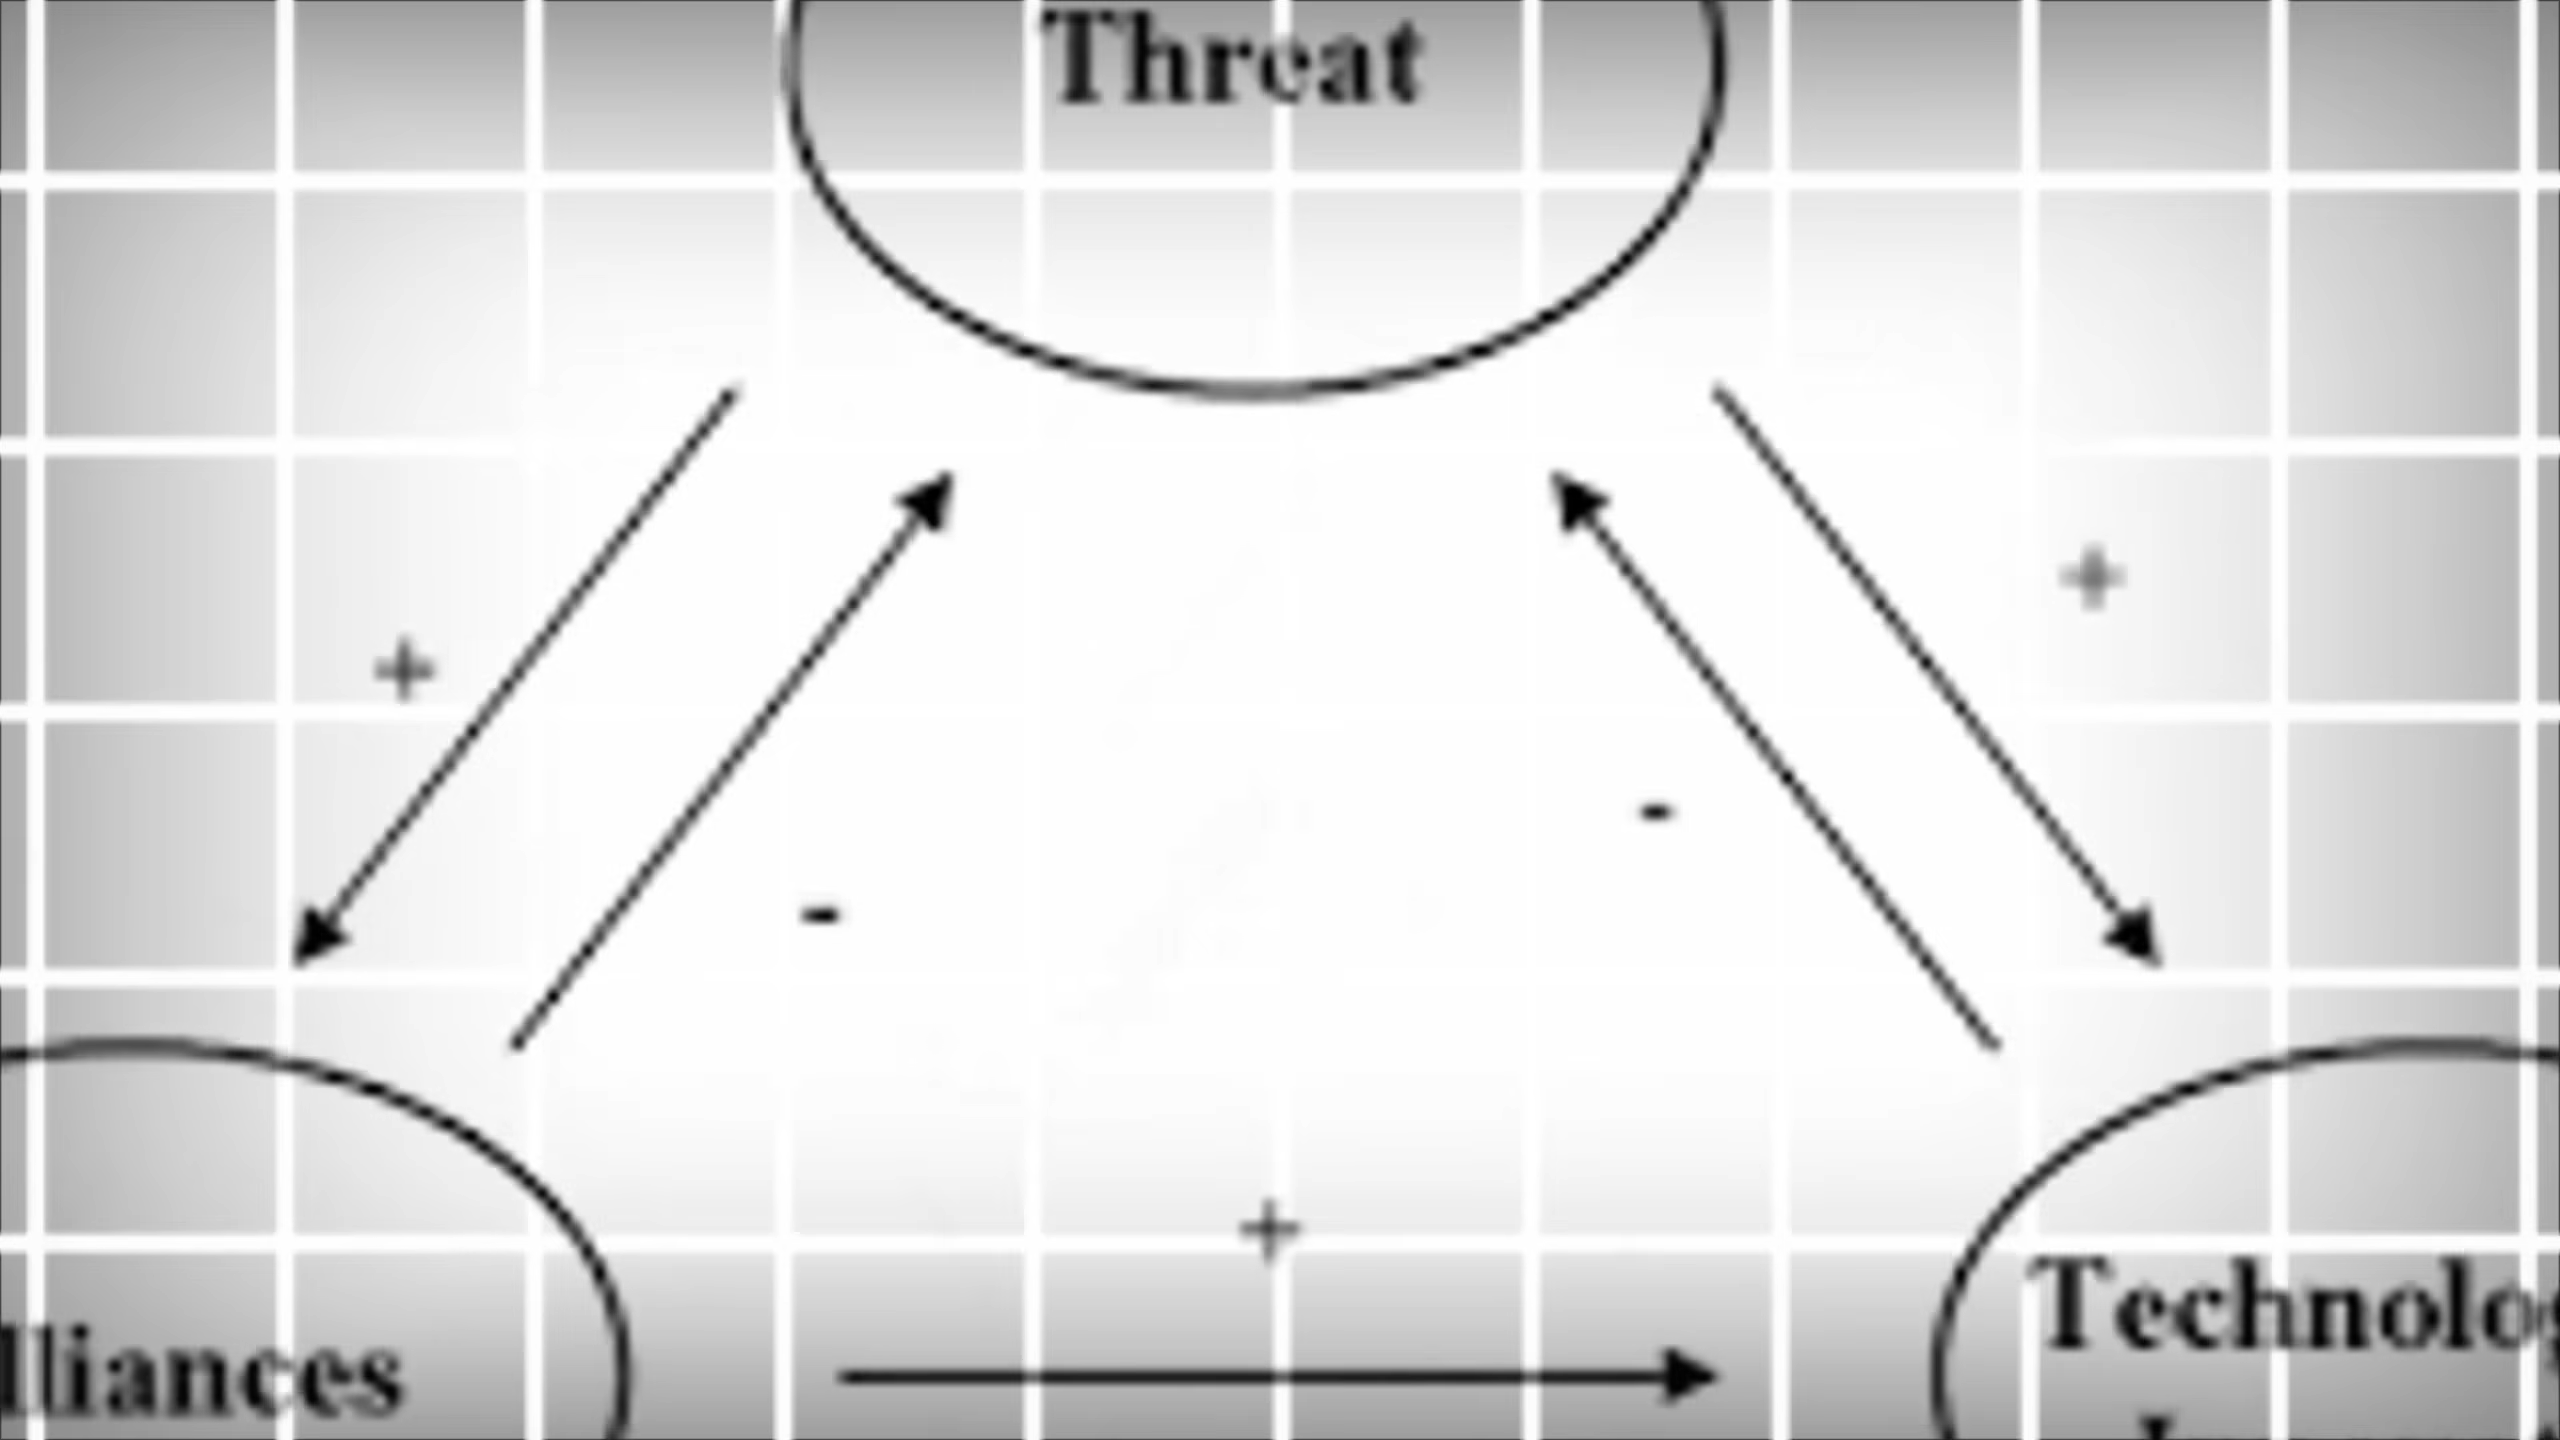 Threat
+
+
-
-
+
lliances
Technolo